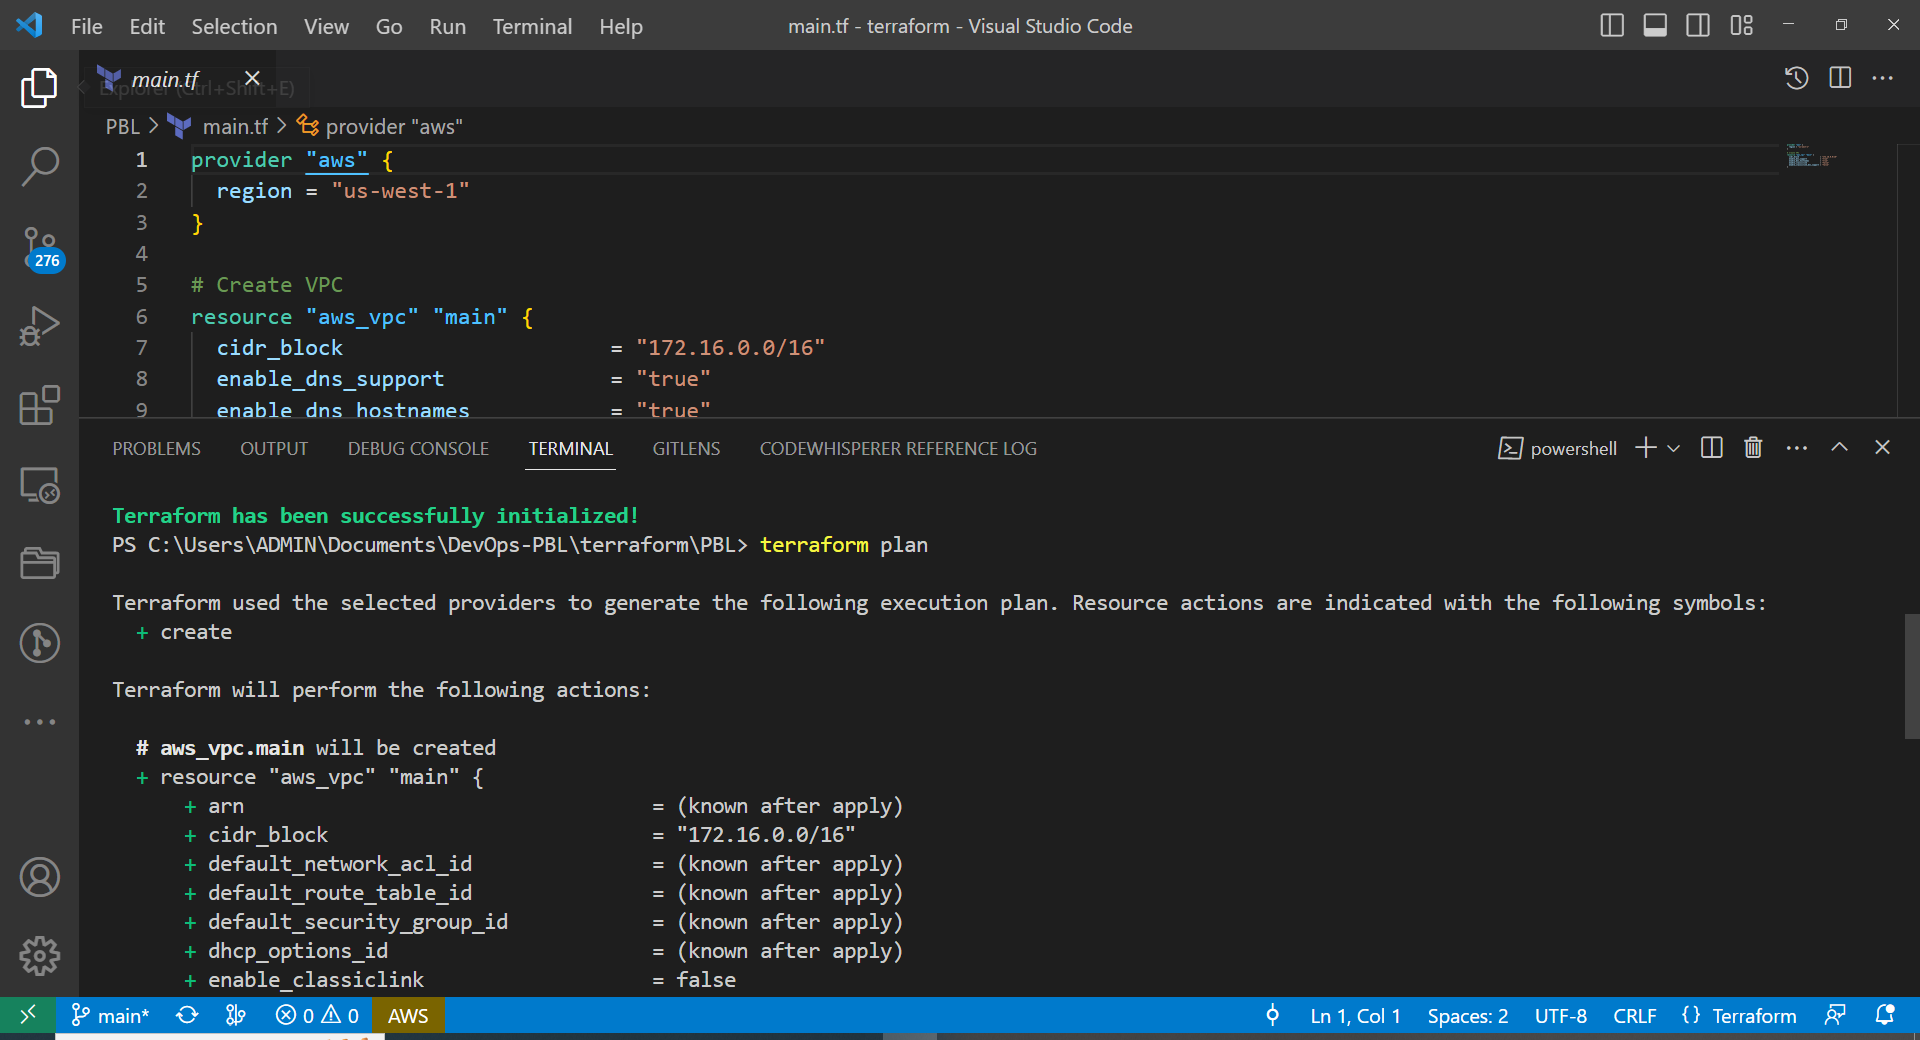 File Edit Selection View Go Run Terminal Help main.tf - terraform - Visual Studio Code
main.tf
Explorer (Ctrl+Shift+E)
PBL > main.tf > provider "aws"
1 provider "aws" {
2 region = "us-west-1"
3 }
4
5 # Create VPC
6 resource "aws_vpc" "main" {
7 cidr_block = "172.16.0.0/16"
8 enable_dns_support = "true"
9 enable_dns_hostnames = "true"
276
PROBLEMS OUTPUT DEBUG CONSOLE TERMINAL GITLENS CODEWHISPERER REFERENCE LOG powershell
Terraform has been successfully initialized!
PS C:\Users\ADMIN\Documents\DevOps-PBL\terraform\PBL> terraform plan
Terraform used the selected providers to generate the following execution plan. Resource actions are indicated with the following symbols:
+ create
Terraform will perform the following actions:
# aws_vpc.main will be created
+ resource "aws_vpc" "main" {
+ arn = (known after apply)
+ cidr_block = "172.16.0.0/16"
+ default_network_acl_id = (known after apply)
+ default_route_table_id = (known after apply)
+ default_security_group_id = (known after apply)
+ dhcp_options_id = (known after apply)
+ enable_classiclink = false
main* 0 0 AWS Ln 1, Col 1 Spaces: 2 UTF-8 CRLF {} Terraform